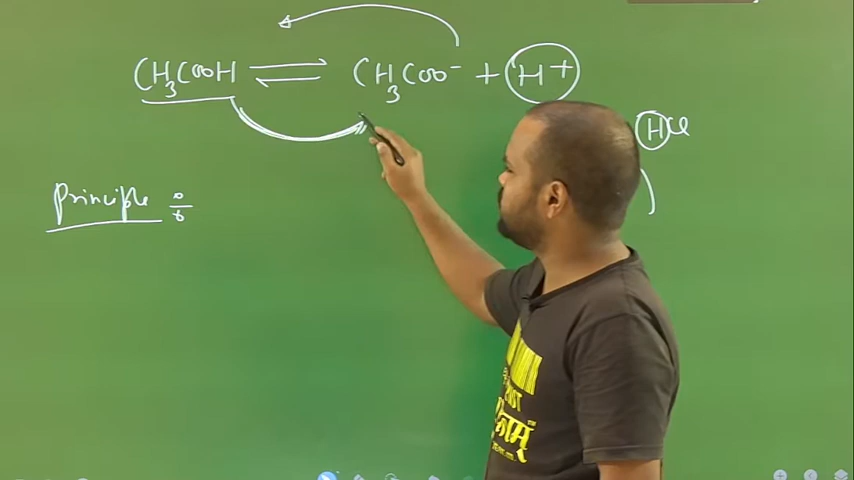 CH3COOH ⇌ CH3COO- + H+
HCl
Principle :-